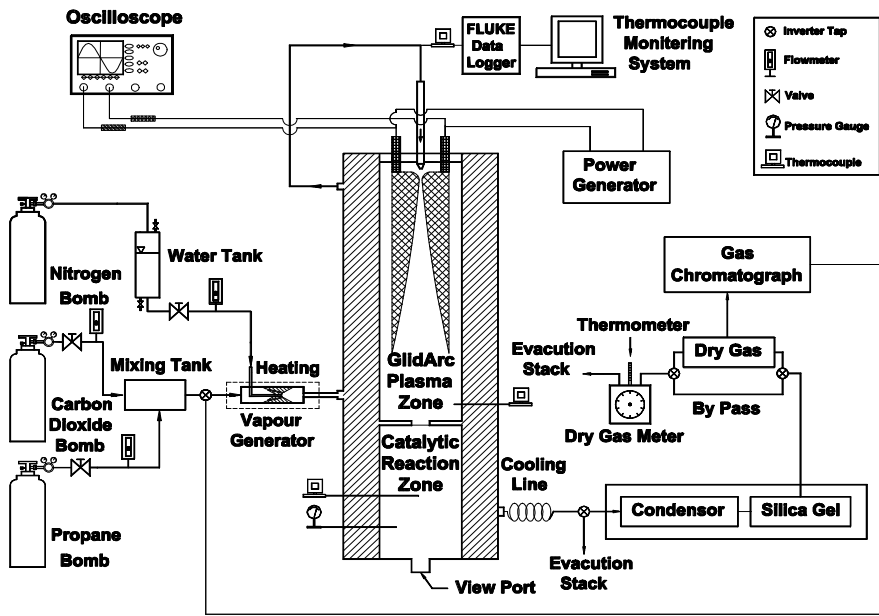 Oscilloscope
FLUKE
Data
Logger
Thermocouple
Monitering
System
Inverter Tap
Flowmeter
Valve
Pressure Gauge
Thermocouple
Power
Generator
Nitrogen
Bomb
Water Tank
Carbon
Dioxide
Bomb
Mixing Tank
Heating
Vapour
Generator
Propane
Bomb
GlidArc
Plasma
Zone
Catalytic
Reaction
Zone
View Port
Cooling
Line
Evacution
Stack
Condensor
Silica Gel
Gas
Chromatograph
Thermometer
Evacution
Stack
Dry Gas
By Pass
Dry Gas Meter